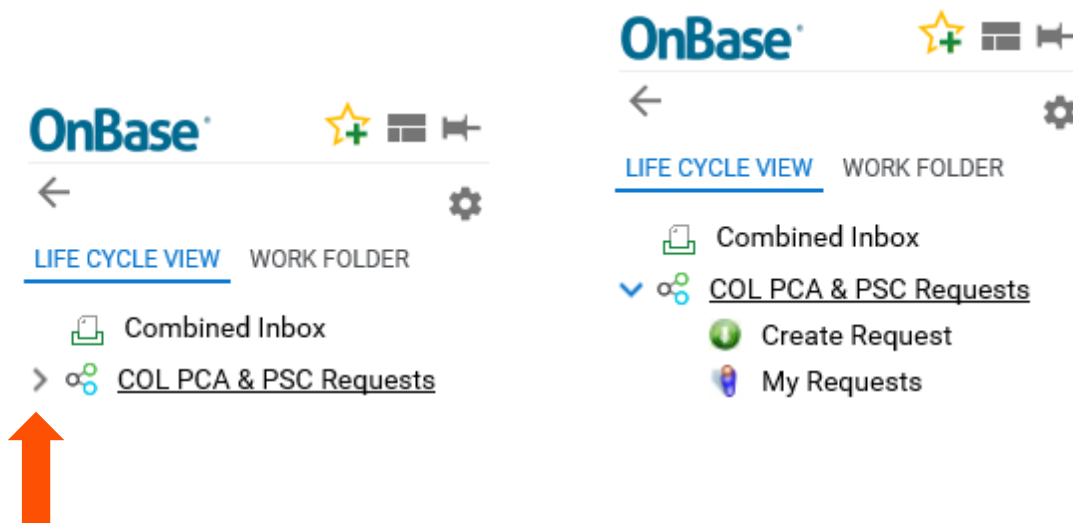 OnBase
LIFE CYCLE VIEW WORK FOLDER
Combined Inbox
COL PCA & PSC Requests
OnBase
LIFE CYCLE VIEW WORK FOLDER
Combined Inbox
COL PCA & PSC Requests
Create Request
My Requests